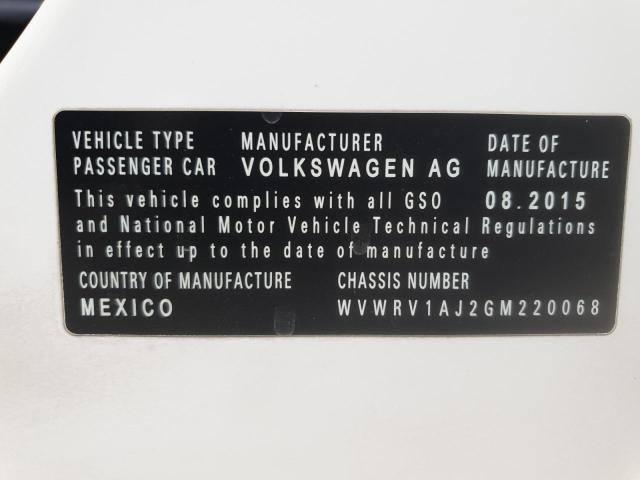 VEHICLE TYPE MANUFACTURER DATE OF
PASSENGER CAR VOLKSWAGEN AG MANUFACTURE
This vehicle complies with all GSO 08.2015
and National Motor Vehicle Technical Regulations
in effect up to the date of manufacture
COUNTRY OF MANUFACTURE CHASSIS NUMBER
MEXICO WVWRV1AJ2GM220068